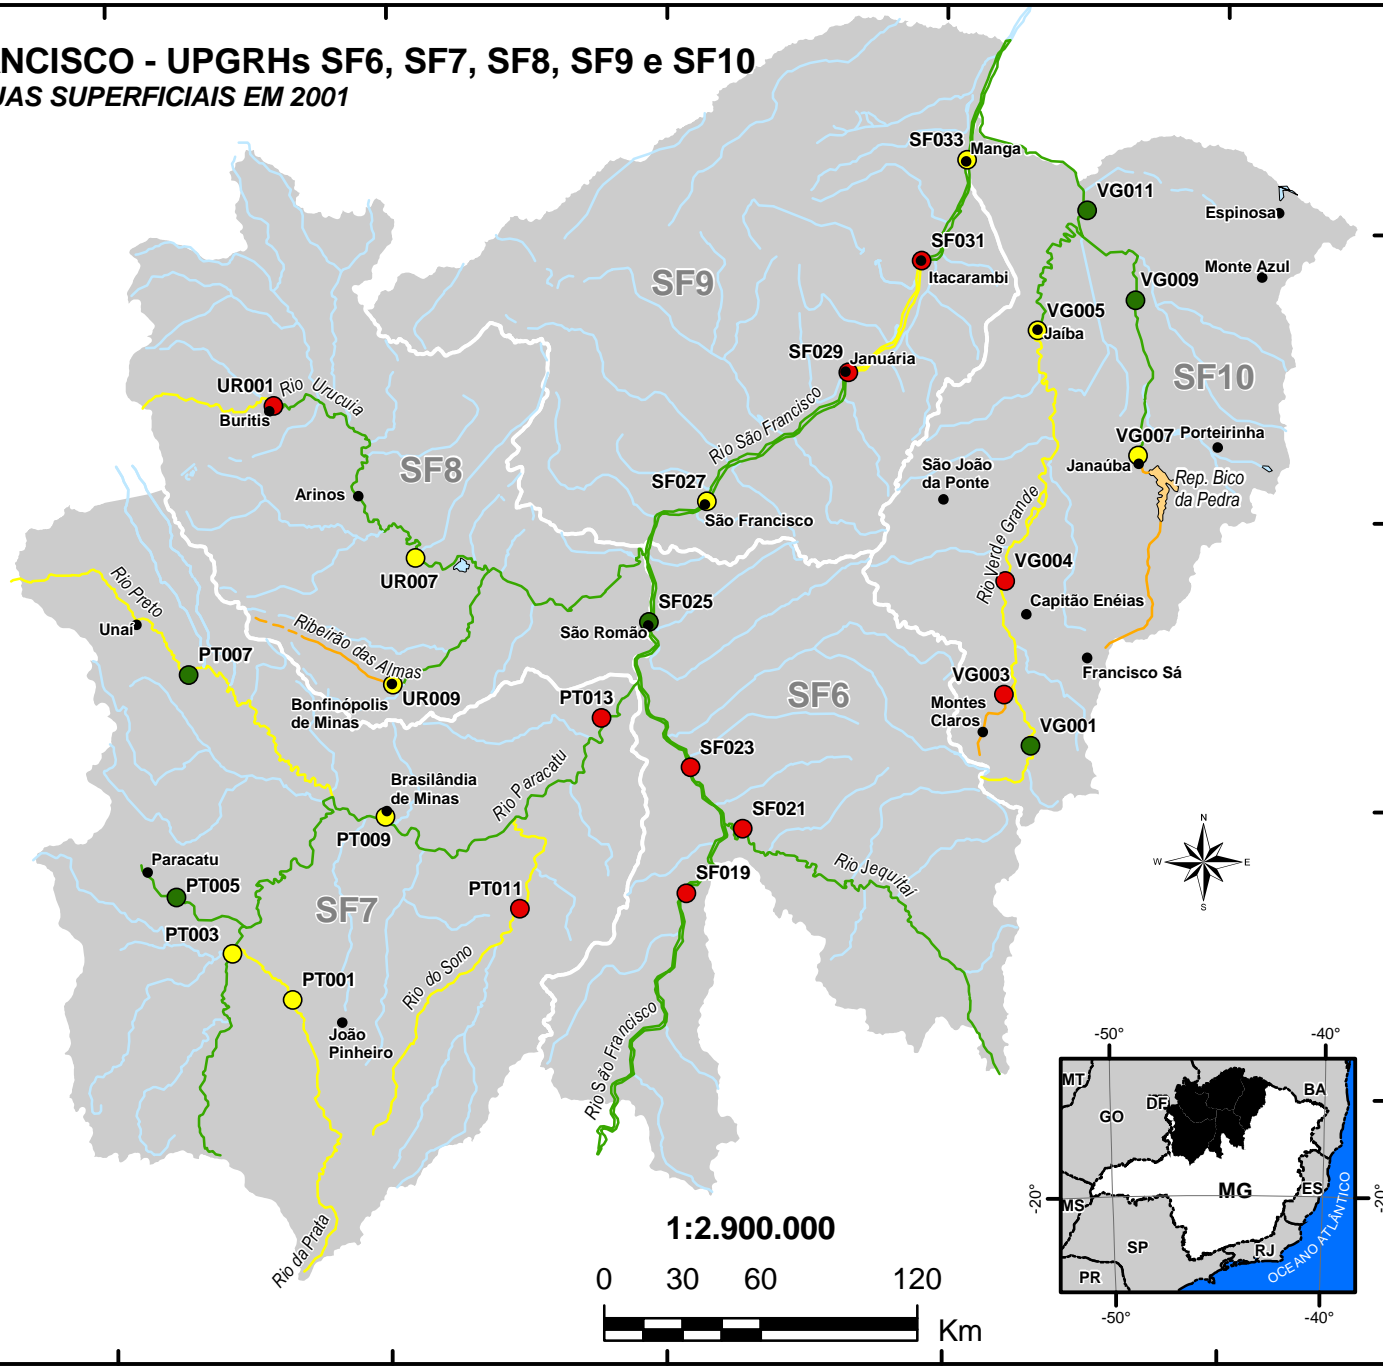 NCISCO - UPGRHs SF6, SF7, SF8, SF9 e SF10
UAS SUPERFICIAIS EM 2001
SF033
Manga
VG011
Espinosa
SF031
Itacarambi
Monte Azul
SF9
VG009
VG005
Jaíba
SF029
Januária
SF10
UR001
Rio Urucuia
Buritis
Rio São Francisco
VG007
Porteirinha
Janaúba
SF8
São João
da Ponte
Rep. Bico
da Pedra
Arinos
SF027
São Francisco
Rio Verde Grande
UR007
VG004
Rio Preto
SF025
Capitão Enéias
Unaí
São Romão
Ribeirão das Almas
PT007
Francisco Sá
UR009
Bonfinópolis
de Minas
PT013
SF6
VG003
Montes
Claros
VG001
SF023
Rio Paracatu
Brasilândia
de Minas
PT009
SF021
Rio Jequitaí
Paracatu
PT005
SF7
PT011
SF019
PT003
Rio do Sono
PT001
João
Pinheiro
Rio São Francisco
Rio da Prata
N
W
E
S
1:2.900.000
0 30 60 120
Km
-50°
-40°
MT
GO
DF
BA
MG
ES
MS
SP
RJ
PR
OCEANO ATLÂNTICO
-20°
-20°
-50°
-40°